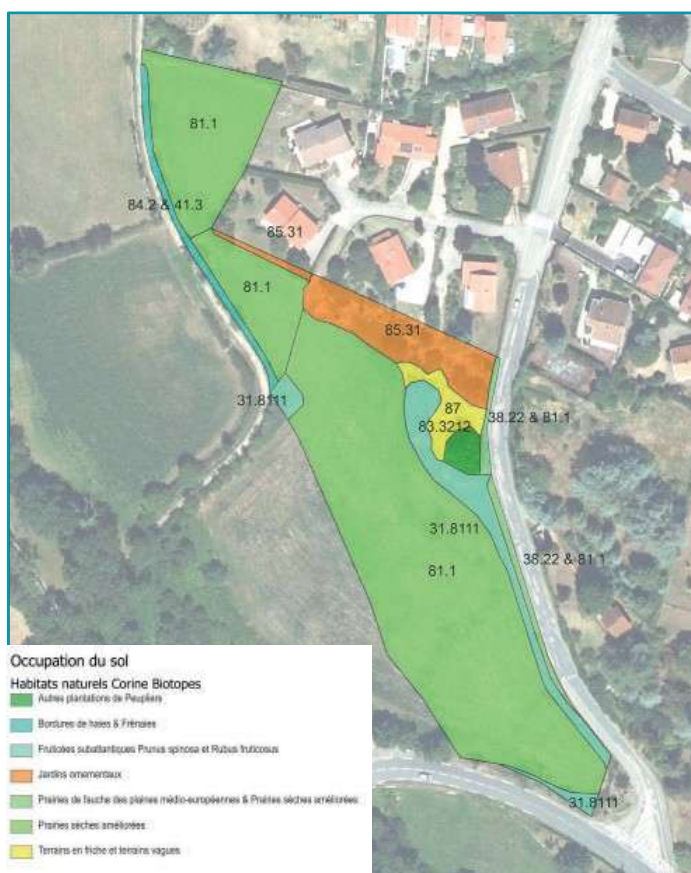 81.1
84.2 & 41.3
85.31
81.1
85.31
31.8111
87
38.22 & 81.1
83.3212
31.8111
38.22 & 81.1
81.1
31.8111
Occupation du sol
Habitats naturels Corine Biotopes
Autres plantations de Peupliers
Bordures de haies & Frênaies
Fruticées subatlantiques Prunus spinosa et Rubus fruticosus
Jardins ornementaux
Prairies de fauche des plaines médio-européennes & Prairies sèches améliorées
Prairies sèches améliorées
Terrains en friche et terrains vagues